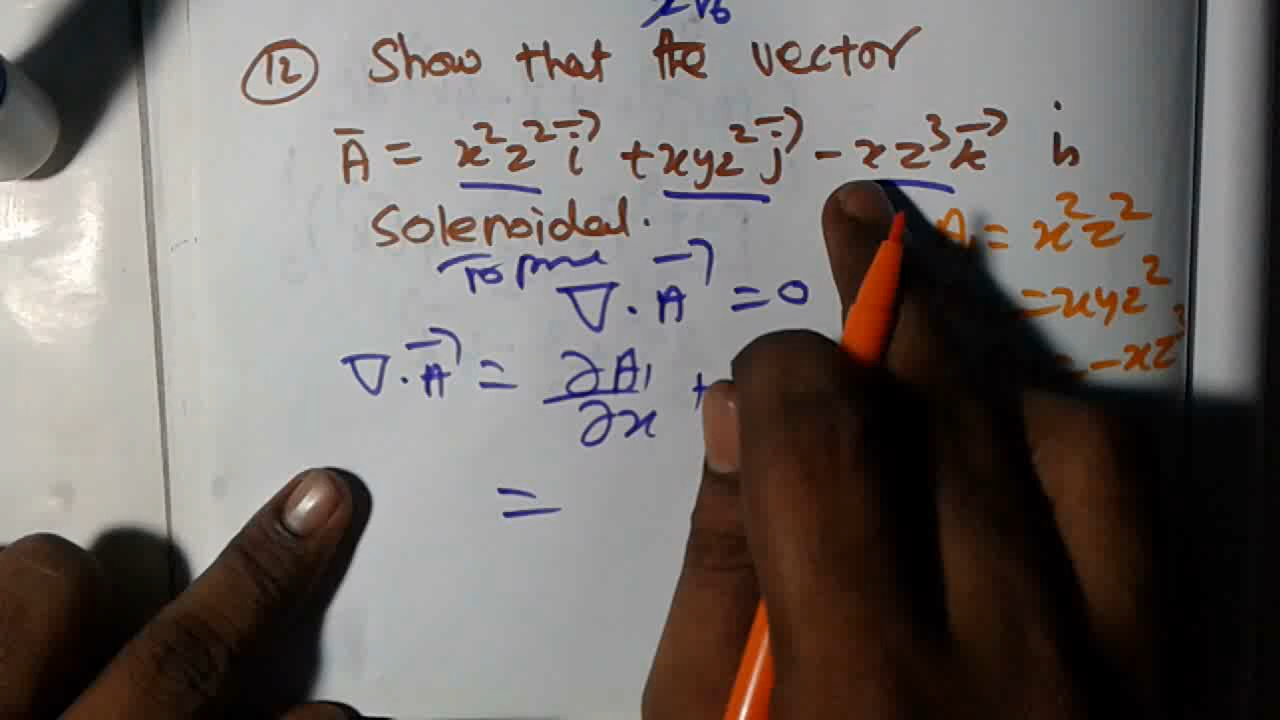 12 Show that the vector
A̅ = x²z² i⃗ + xyz² j⃗ - xz³ k⃗ is
Solenoidal.
A₁ = x²z²
To prove
∇ . A⃗ = 0
= xyz²
∇ . A⃗ = ∂A₁/∂x +
= -xz³
=